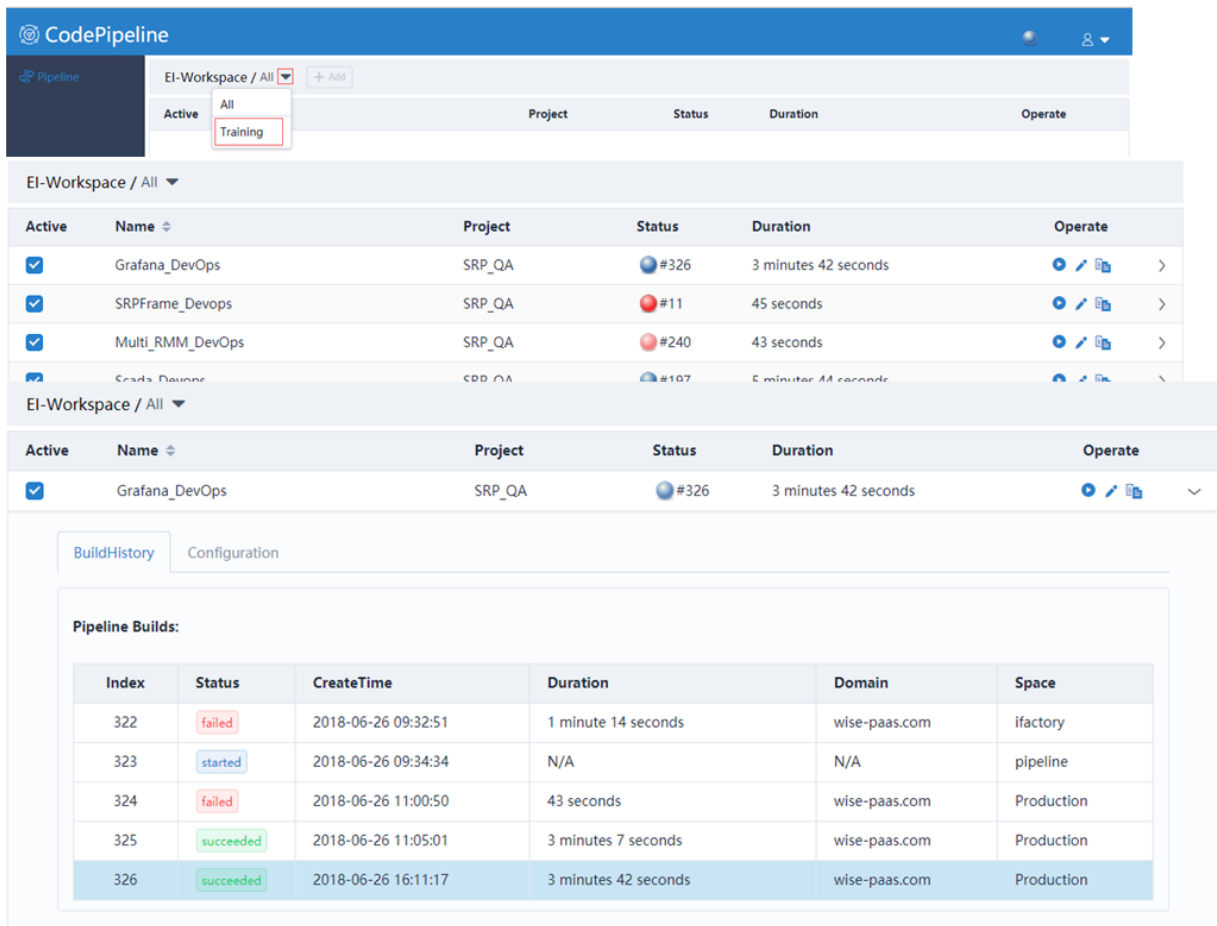 CodePipeline
Pipeline
EI-Workspace / All + Add
All
Training
Active Project Status Duration Operate
EI-Workspace / All
Active Name Project Status Duration Operate
Grafana_DevOps SRP_QA #326 3 minutes 42 seconds
SRPFrame_Devops SRP_QA #11 45 seconds
Multi_RMM_DevOps SRP_QA #240 43 seconds
Scada_Devops SRP_QA #197 5 minutes 44 seconds
EI-Workspace / All
Active Name Project Status Duration Operate
Grafana_DevOps SRP_QA #326 3 minutes 42 seconds
BuildHistory Configuration
Pipeline Builds:
Index Status CreateTime Duration Domain Space
322 failed 2018-06-26 09:32:51 1 minute 14 seconds wise-paas.com ifactory
323 started 2018-06-26 09:34:34 N/A N/A pipeline
324 failed 2018-06-26 11:00:50 43 seconds wise-paas.com Production
325 succeeded 2018-06-26 11:05:01 3 minutes 7 seconds wise-paas.com Production
326 succeeded 2018-06-26 16:11:17 3 minutes 42 seconds wise-paas.com Production